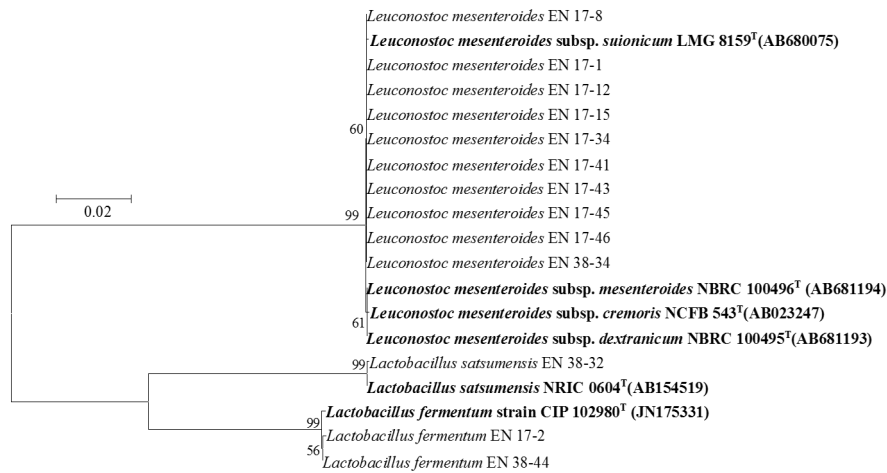 Leuconostoc mesenteroides EN 17-8
Leuconostoc mesenteroides subsp. suionicum LMG 8159T(AB680075)
Leuconostoc mesenteroides EN 17-1
Leuconostoc mesenteroides EN 17-12
Leuconostoc mesenteroides EN 17-15
60
Leuconostoc mesenteroides EN 17-34
Leuconostoc mesenteroides EN 17-41
Leuconostoc mesenteroides EN 17-43
0.02
99
Leuconostoc mesenteroides EN 17-45
Leuconostoc mesenteroides EN 17-46
Leuconostoc mesenteroides EN 38-34
Leuconostoc mesenteroides subsp. mesenteroides NBRC 100496T (AB681194)
Leuconostoc mesenteroides subsp. cremoris NCFB 543T(AB023247)
61
Leuconostoc mesenteroides subsp. dextranicum NBRC 100495T(AB681193)
99
Lactobacillus satsumensis EN 38-32
Lactobacillus satsumensis NRIC 0604T(AB154519)
Lactobacillus fermentum strain CIP 102980T (JN175331)
99
Lactobacillus fermentum EN 17-2
56
Lactobacillus fermentum EN 38-44